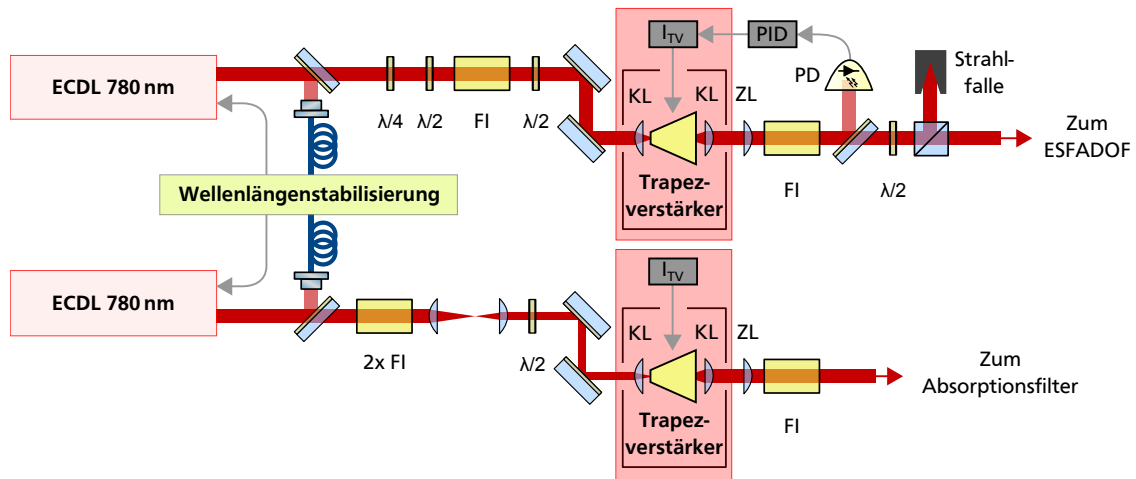 I_TV
PID
PD
Strahl-
falle
ECDL 780 nm
λ/4
λ/2
FI
λ/2
KL
KL
ZL
Trapez-
verstärker
FI
λ/2
Zum
ESFADOF
Wellenlängenstabilisierung
ECDL 780 nm
2x FI
λ/2
I_TV
KL
KL
ZL
Trapez-
verstärker
FI
Zum
Absorptionsfilter